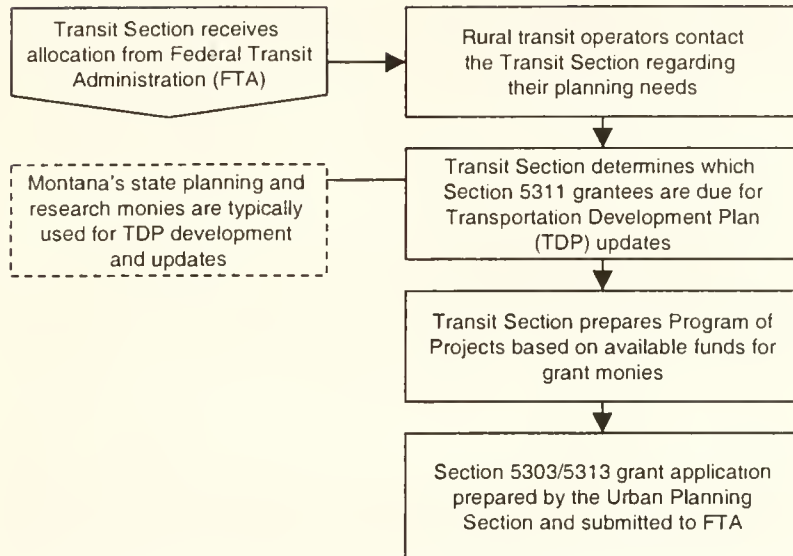 Transit Section receives
allocation from Federal Transit
Administration (FTA)
Rural transit operators contact
the Transit Section regarding
their planning needs
Montana's state planning and
research monies are typically
used for TDP development
and updates
Transit Section determines which
Section 5311 grantees are due for
Transportation Development Plan
(TDP) updates
Transit Section prepares Program of
Projects based on available funds for
grant monies
Section 5303/5313 grant application
prepared by the Urban Planning
Section and submitted to FTA